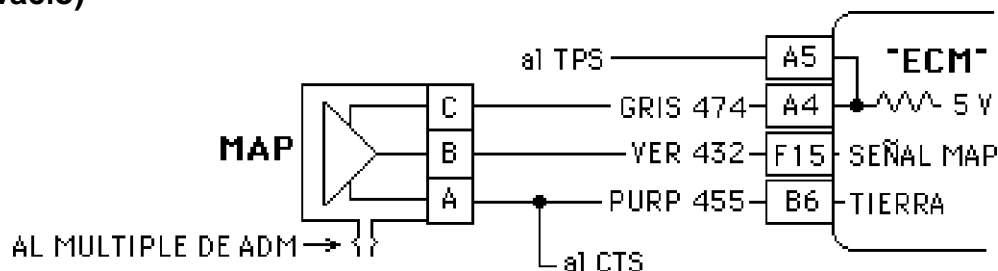 al TPS A5 "ECM"
C GRIS 474 A4 5 V
MAP B VER 432 F15 SEÑAL MAP
A PURP 455 B6 TIERRA
AL MULTIPLE DE ADM
al CTS